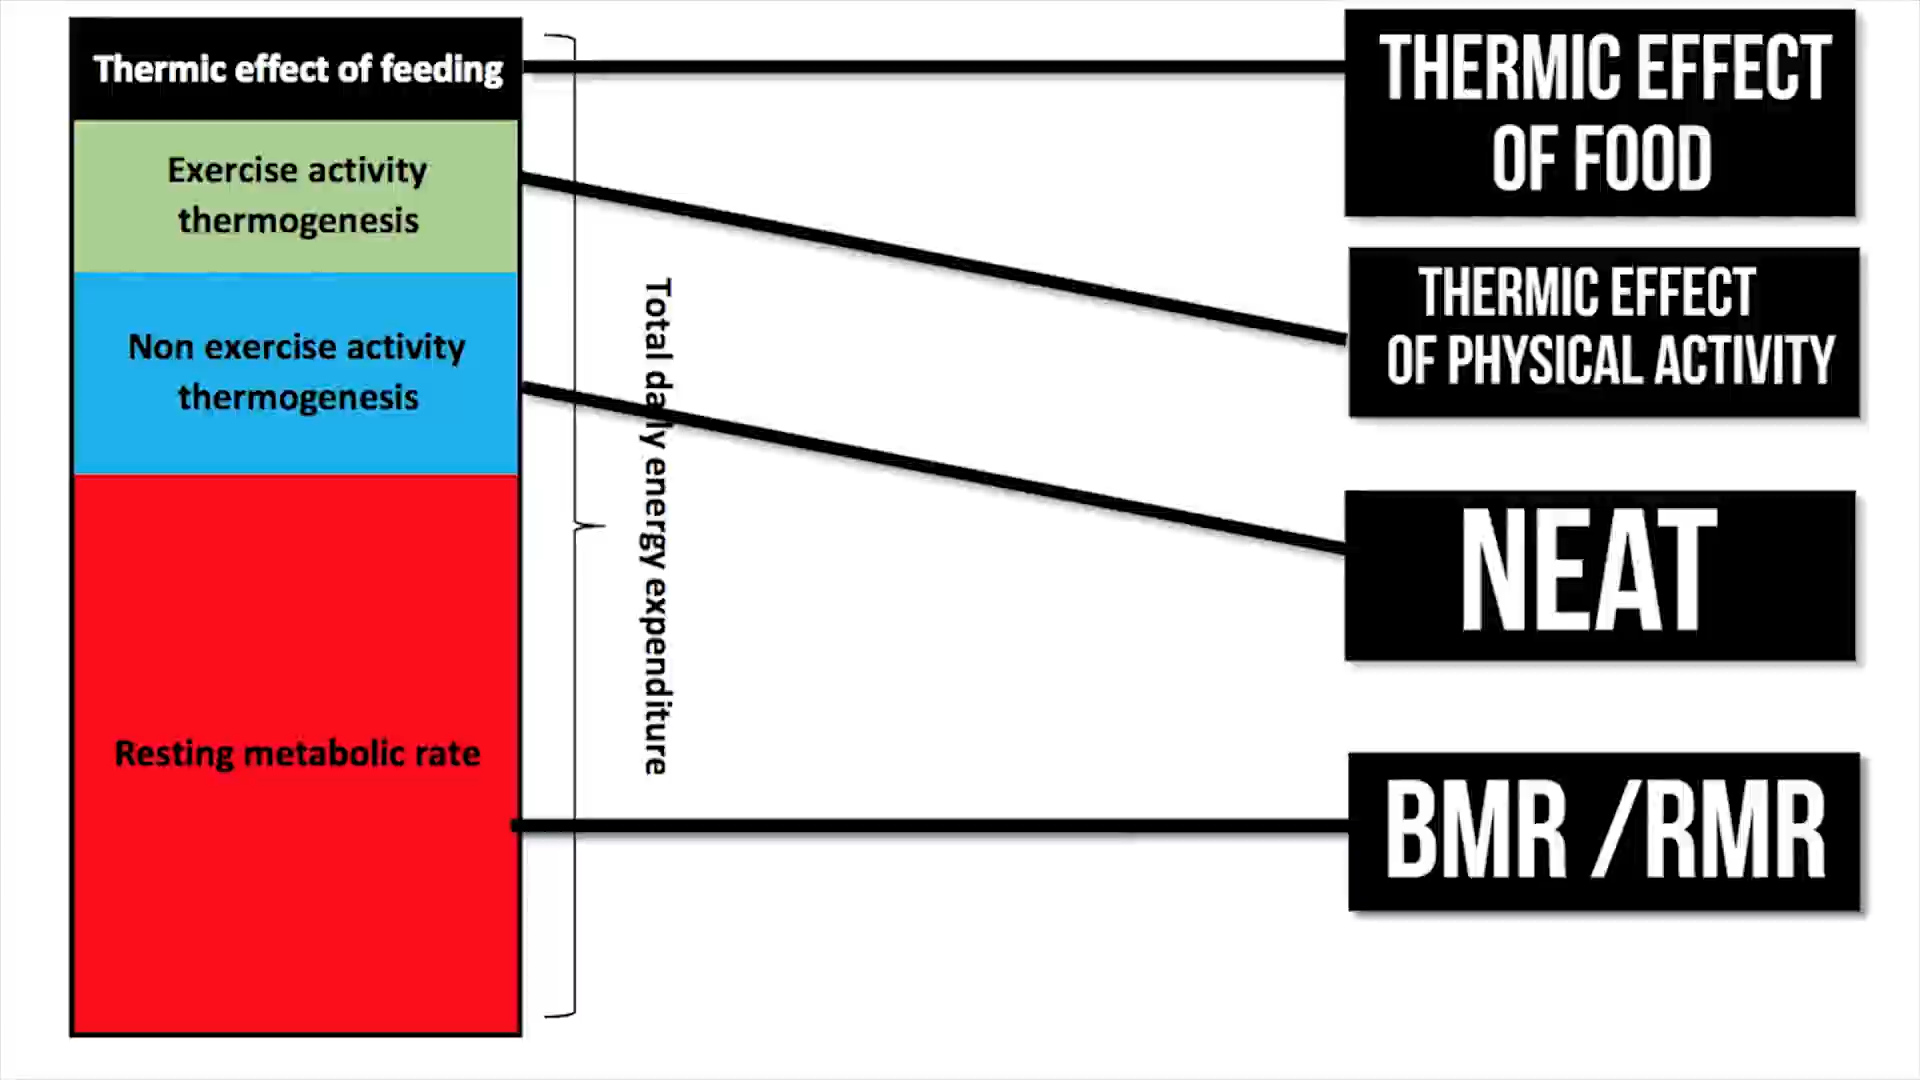 Thermic effect of feeding
Exercise activity
thermogenesis
Non exercise activity
thermogenesis
Resting metabolic rate
Total daily energy expenditure
THERMIC EFFECT
OF FOOD
THERMIC EFFECT
OF PHYSICAL ACTIVITY
NEAT
BMR /RMR